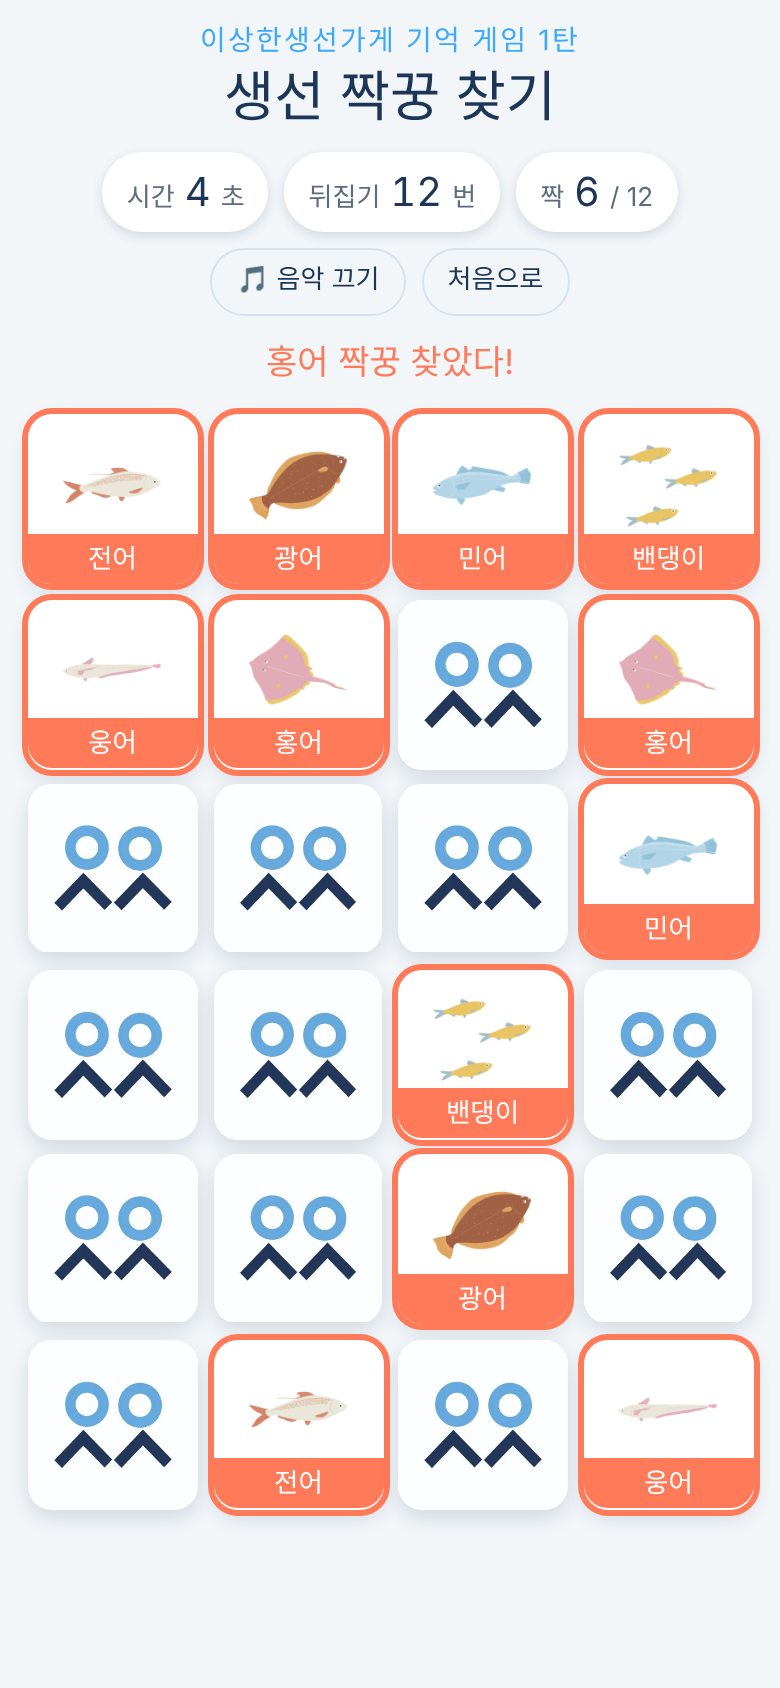 이상한생선가게 기억 게임 1탄
생선 짝꿍 찾기
시간 4 초 뒤집기 12 번 짝 6 / 12
🎵 음악 끄기 처음으로
홍어 짝꿍 찾았다!
전어 광어 민어 밴댕이
웅어 홍어 홍어
민어
밴댕이
광어
전어 웅어